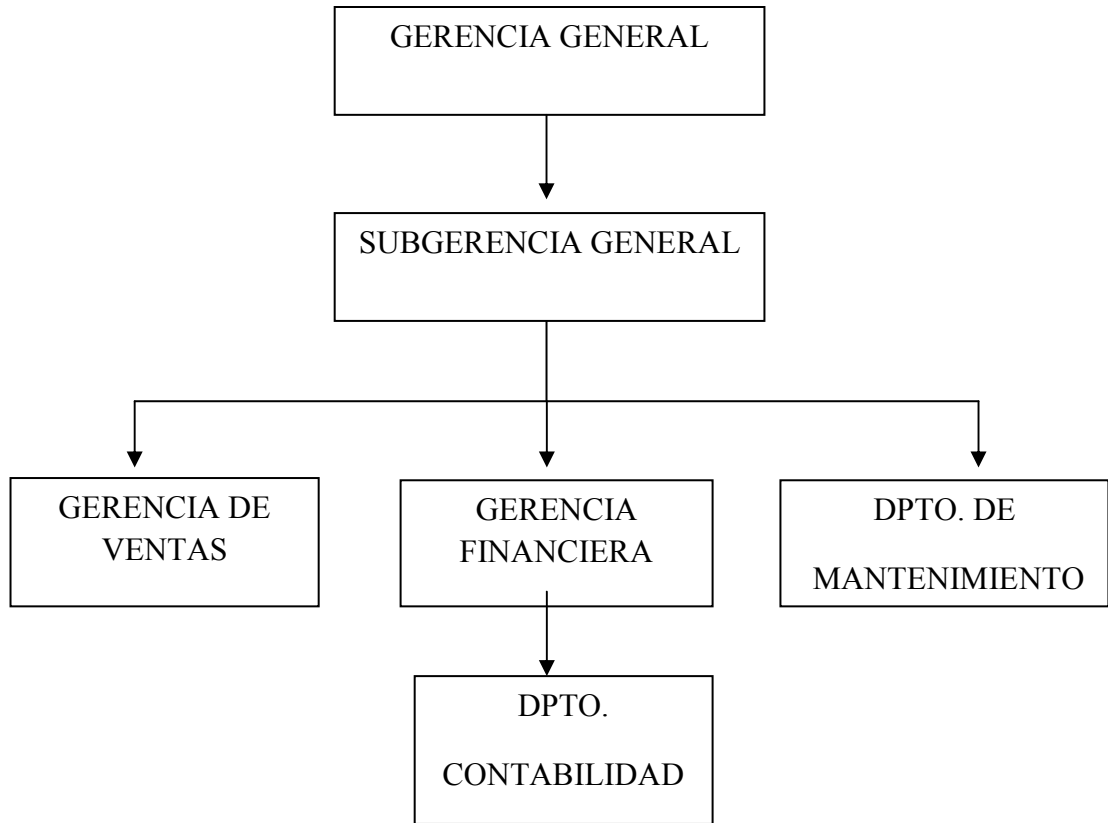 GERENCIA GENERAL
SUBGERENCIA GENERAL
GERENCIA DE
VENTAS
GERENCIA
FINANCIERA
DPTO. DE
MANTENIMIENTO
DPTO.
CONTABILIDAD